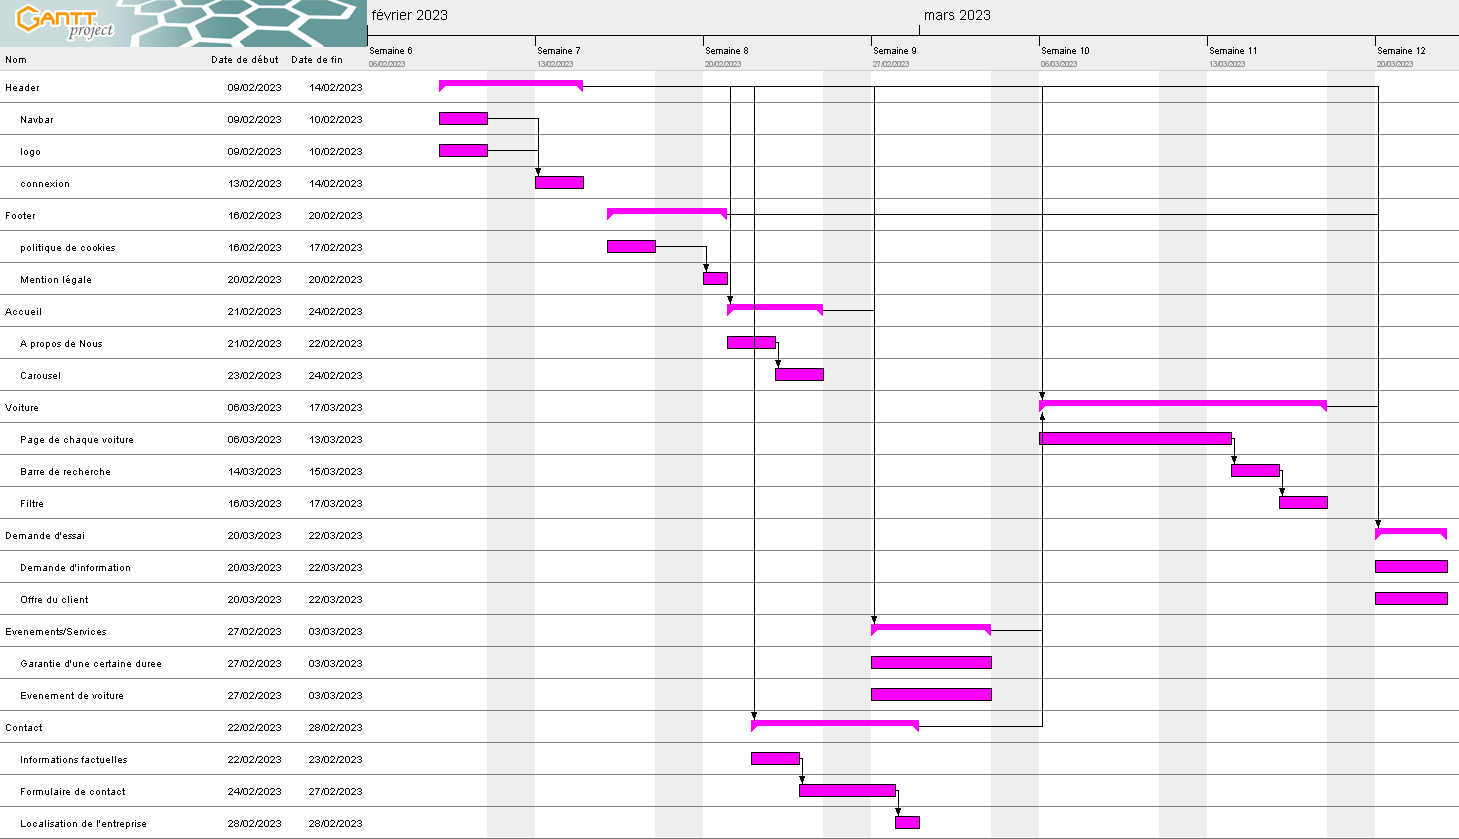 GANTT
project
février 2023
mars 2023
Semaine 6
Semaine 7
Semaine 8
Semaine 9
Semaine 10
Semaine 11
Semaine 12
06/02/2023
13/02/2023
20/02/2023
27/02/2023
06/03/2023
13/03/2023
20/03/2023
Nom Date de début Date de fin
Header 09/02/2023 14/02/2023
Navbar 09/02/2023 10/02/2023
logo 09/02/2023 10/02/2023
connexion 13/02/2023 14/02/2023
Footer 16/02/2023 20/02/2023
politique de cookies 16/02/2023 17/02/2023
Mention légale 20/02/2023 20/02/2023
Accueil 21/02/2023 24/02/2023
A propos de Nous 21/02/2023 22/02/2023
Carousel 23/02/2023 24/02/2023
Voiture 06/03/2023 17/03/2023
Page de chaque voiture 06/03/2023 13/03/2023
Barre de recherche 14/03/2023 15/03/2023
Filtre 16/03/2023 17/03/2023
Demande d'essai 20/03/2023 22/03/2023
Demande d'information 20/03/2023 22/03/2023
Offre du client 20/03/2023 22/03/2023
Evenements/Services 27/02/2023 03/03/2023
Garantie d'une certaine duree 27/02/2023 03/03/2023
Evenement de voiture 27/02/2023 03/03/2023
Contact 22/02/2023 28/02/2023
Informations factuelles 22/02/2023 23/02/2023
Formulaire de contact 24/02/2023 27/02/2023
Localisation de l'entreprise 28/02/2023 28/02/2023